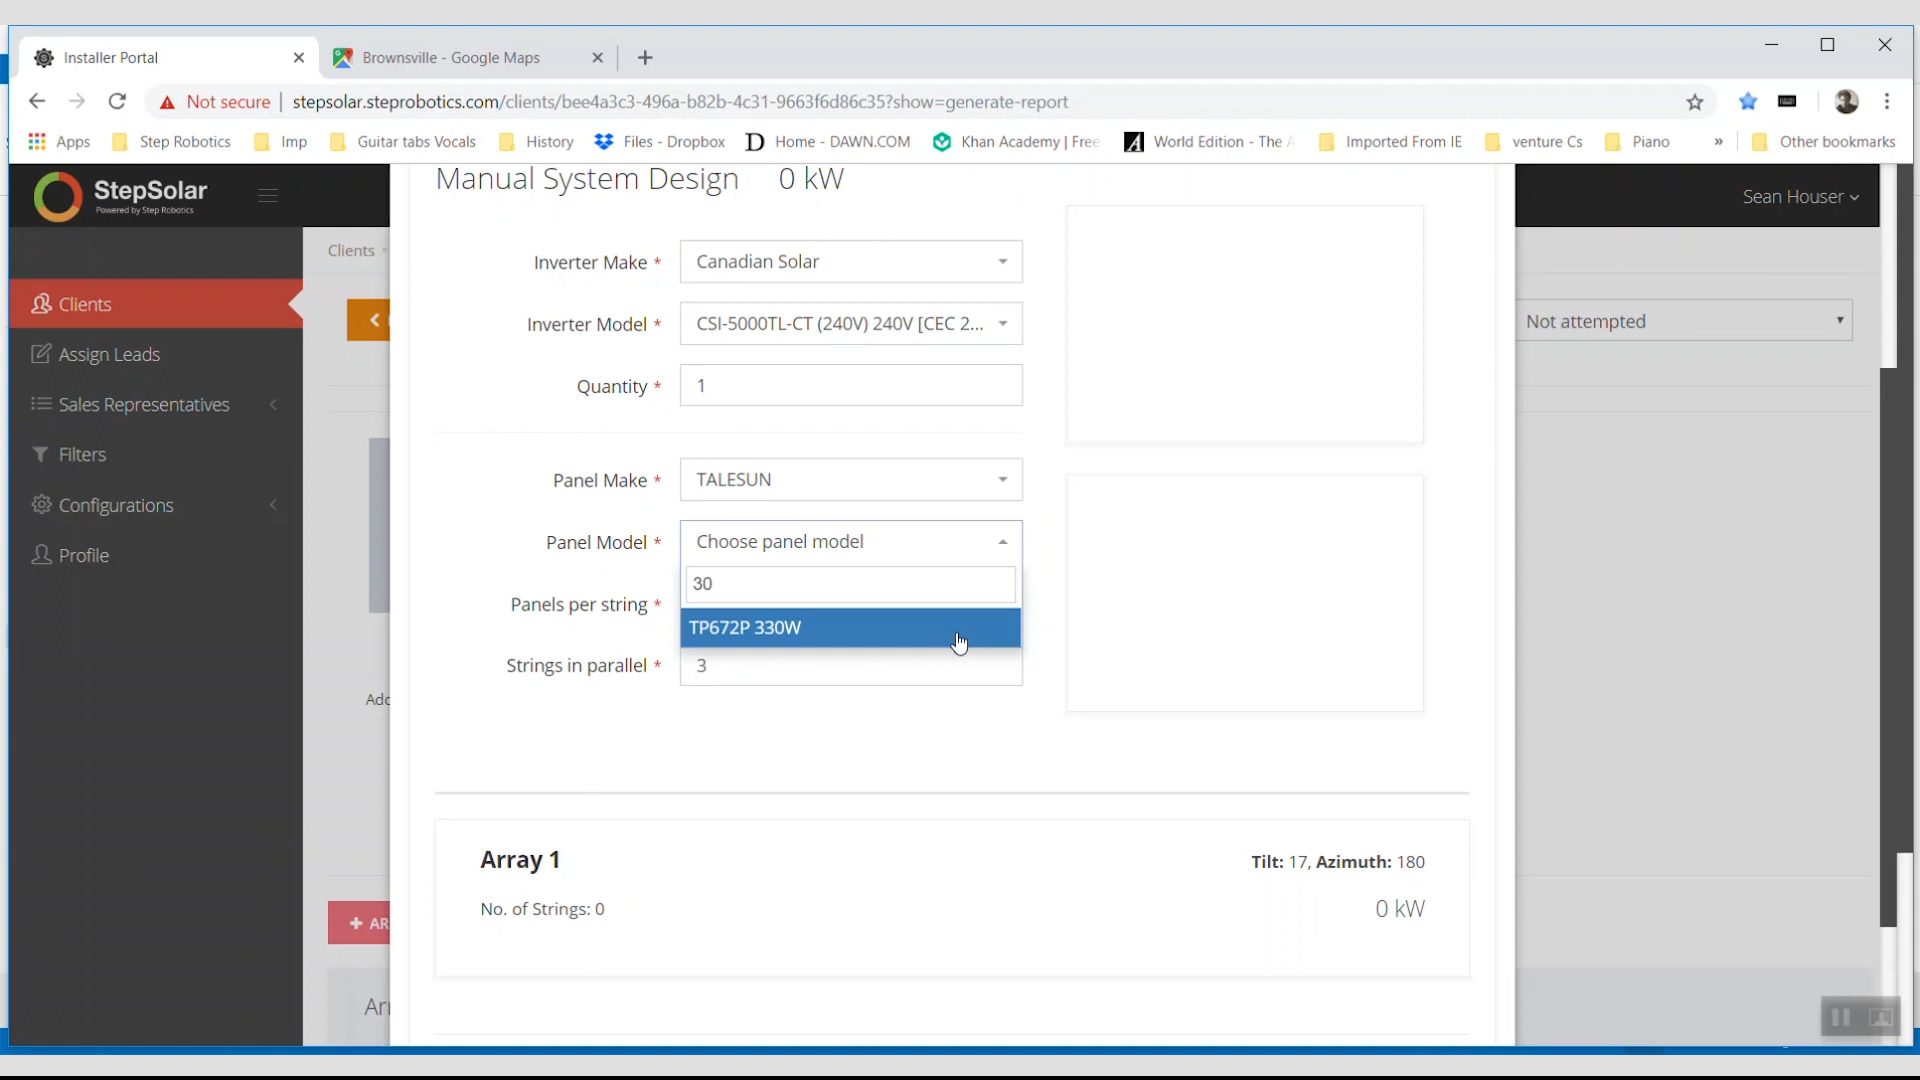 Installer Portal
Brownsville - Google Maps
Not secure | stepsolar.steprobotics.com/clients/bee4a3c3-496a-b82b-4c31-9663f6d86c35?show=generate-report
Apps Step Robotics Imp Guitar tabs Vocals History Files - Dropbox Home - DAWN.COM Khan Academy | Free World Edition - The A Imported From IE venture Cs Piano » Other bookmarks
StepSolar
Powered by Step Robotics
Sean Houser
Clients
Assign Leads
Sales Representatives
Filters
Configurations
Profile
Clients
Not attempted
Manual System Design 0 kW
Inverter Make * Canadian Solar
Inverter Model * CSI-5000TL-CT (240V) 240V [CEC 2...
Quantity * 1
Panel Make * TALESUN
Panel Model * Choose panel model
30
TP672P 330W
Panels per string *
Strings in parallel * 3
Array 1
Tilt: 17, Azimuth: 180
No. of Strings: 0
0 kW
Adc
+ AR
Arr